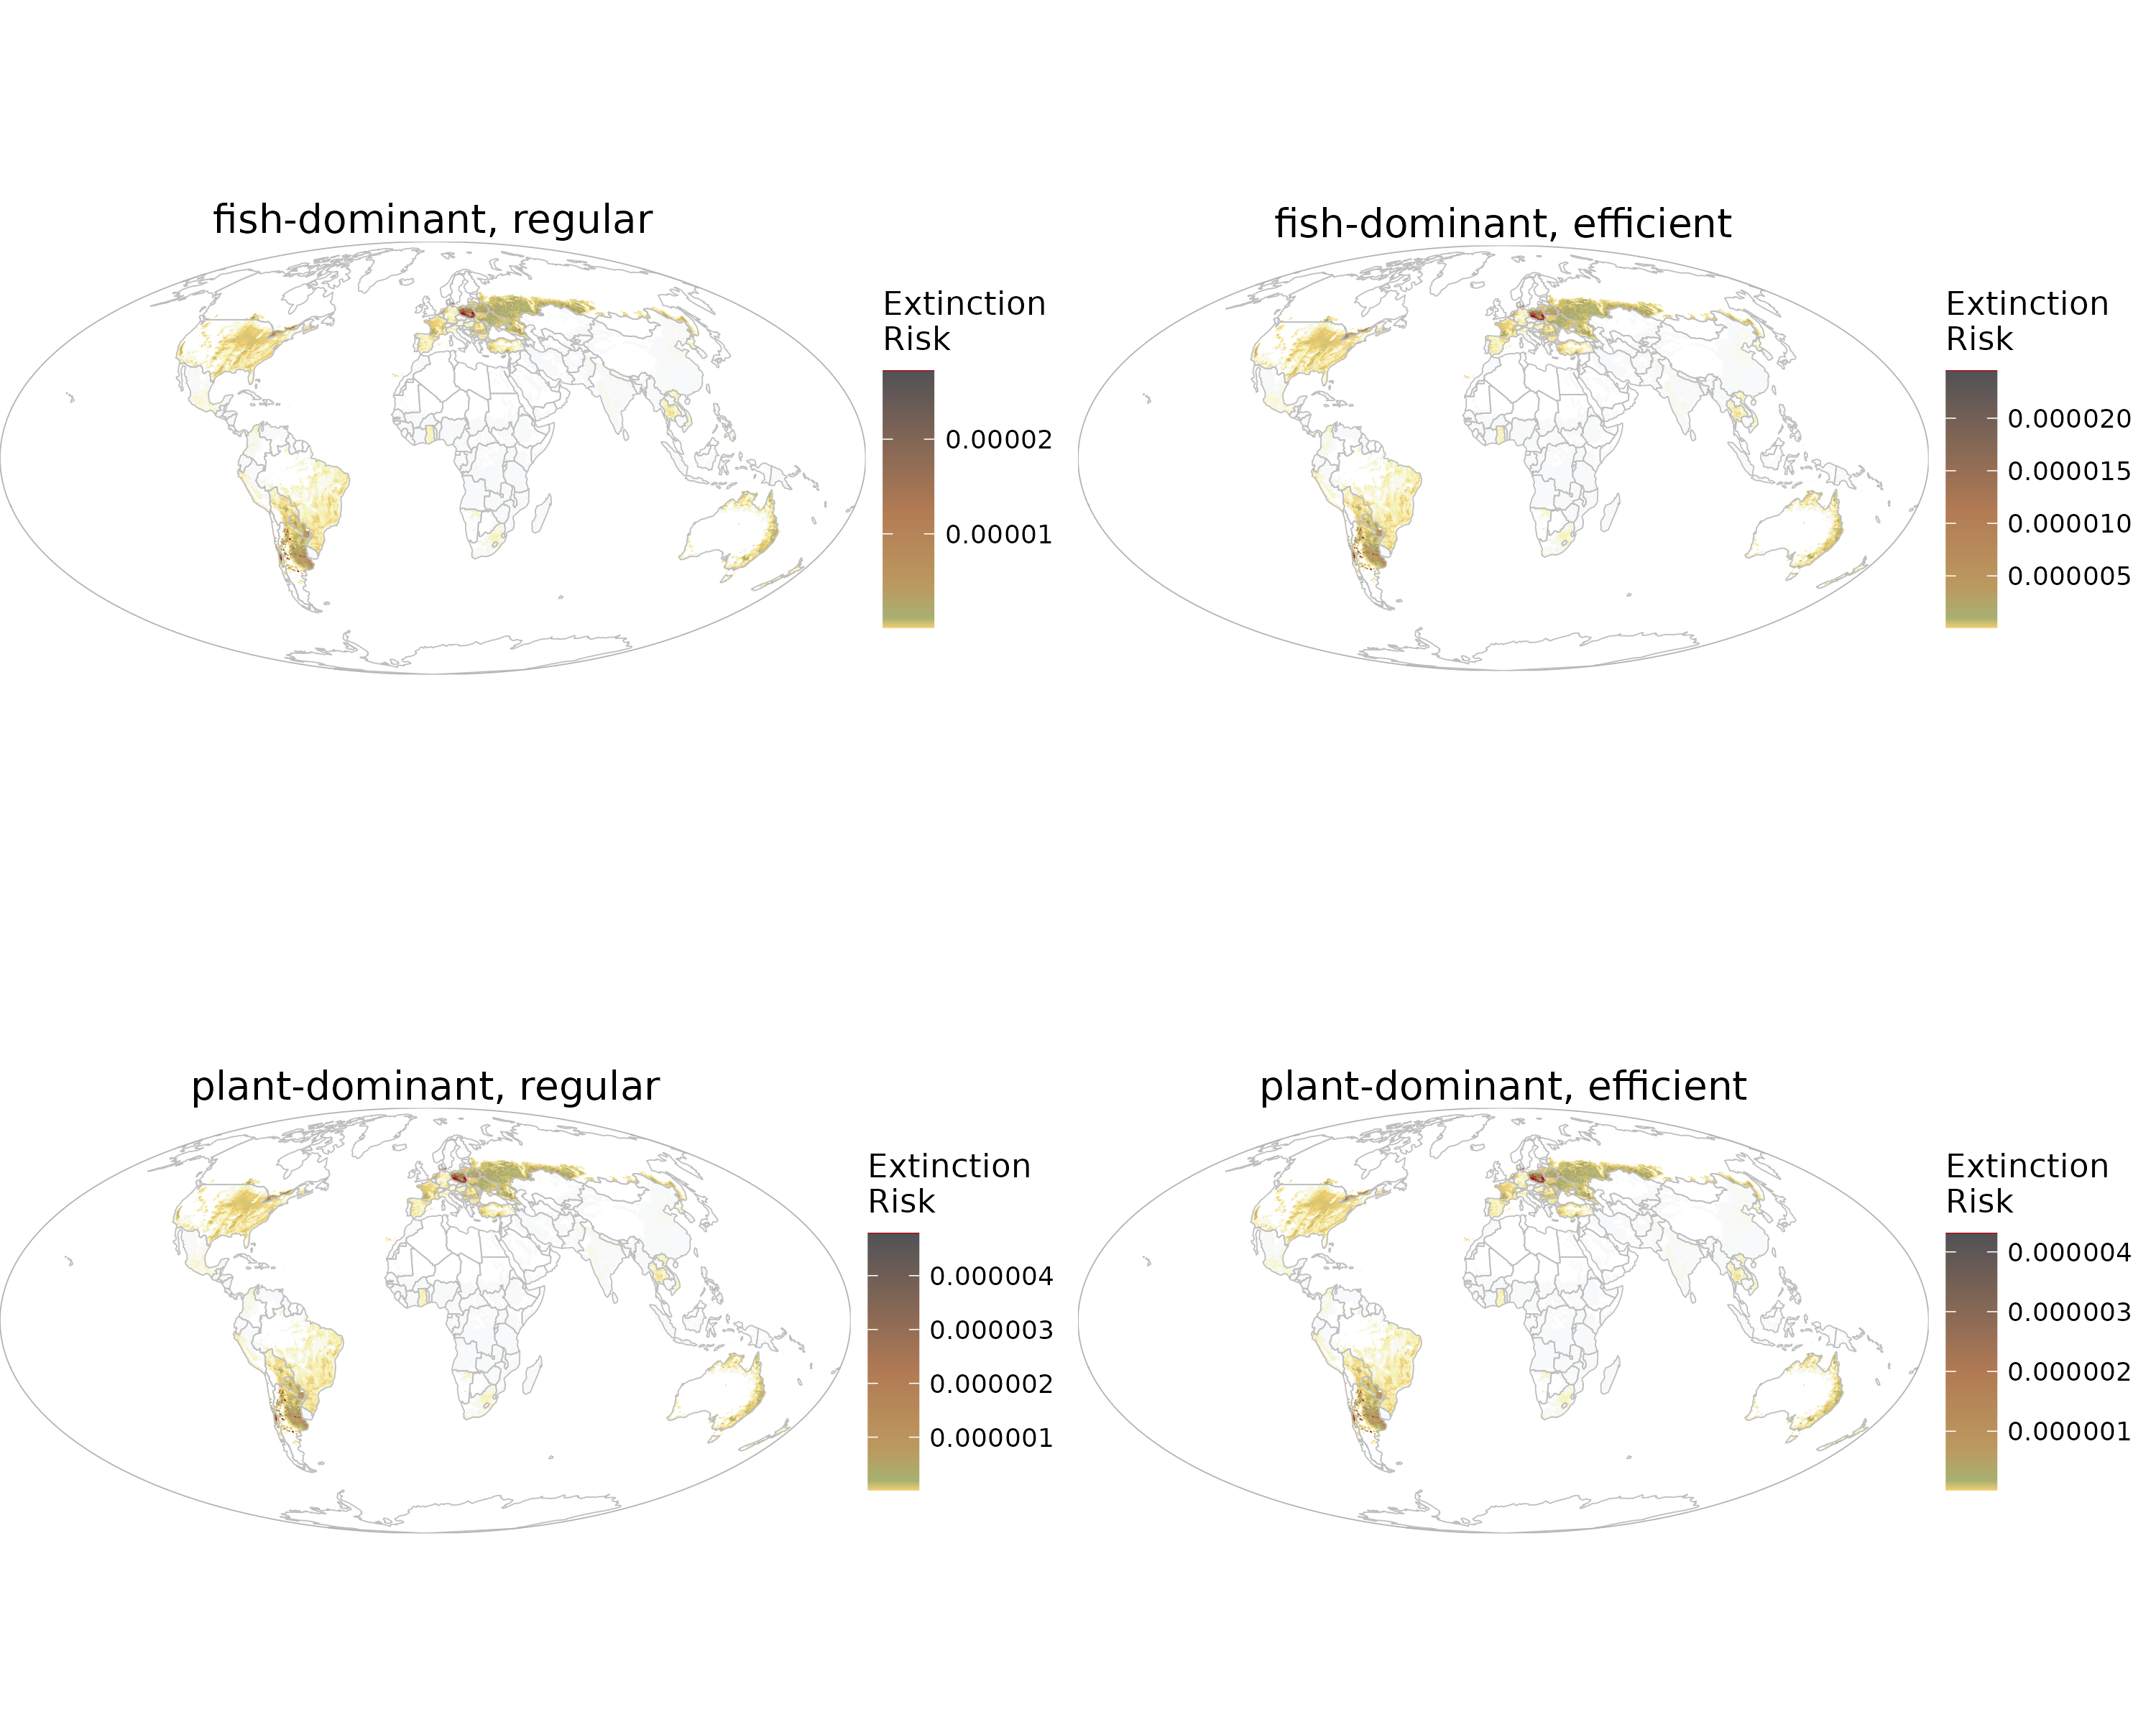 fish-dominant, regular
Extinction
Risk
0.00002
0.00001
fish-dominant, efficient
Extinction
Risk
0.000020
0.000015
0.000010
0.000005
plant-dominant, regular
Extinction
Risk
0.000004
0.000003
0.000002
0.000001
plant-dominant, efficient
Extinction
Risk
0.000004
0.000003
0.000002
0.000001